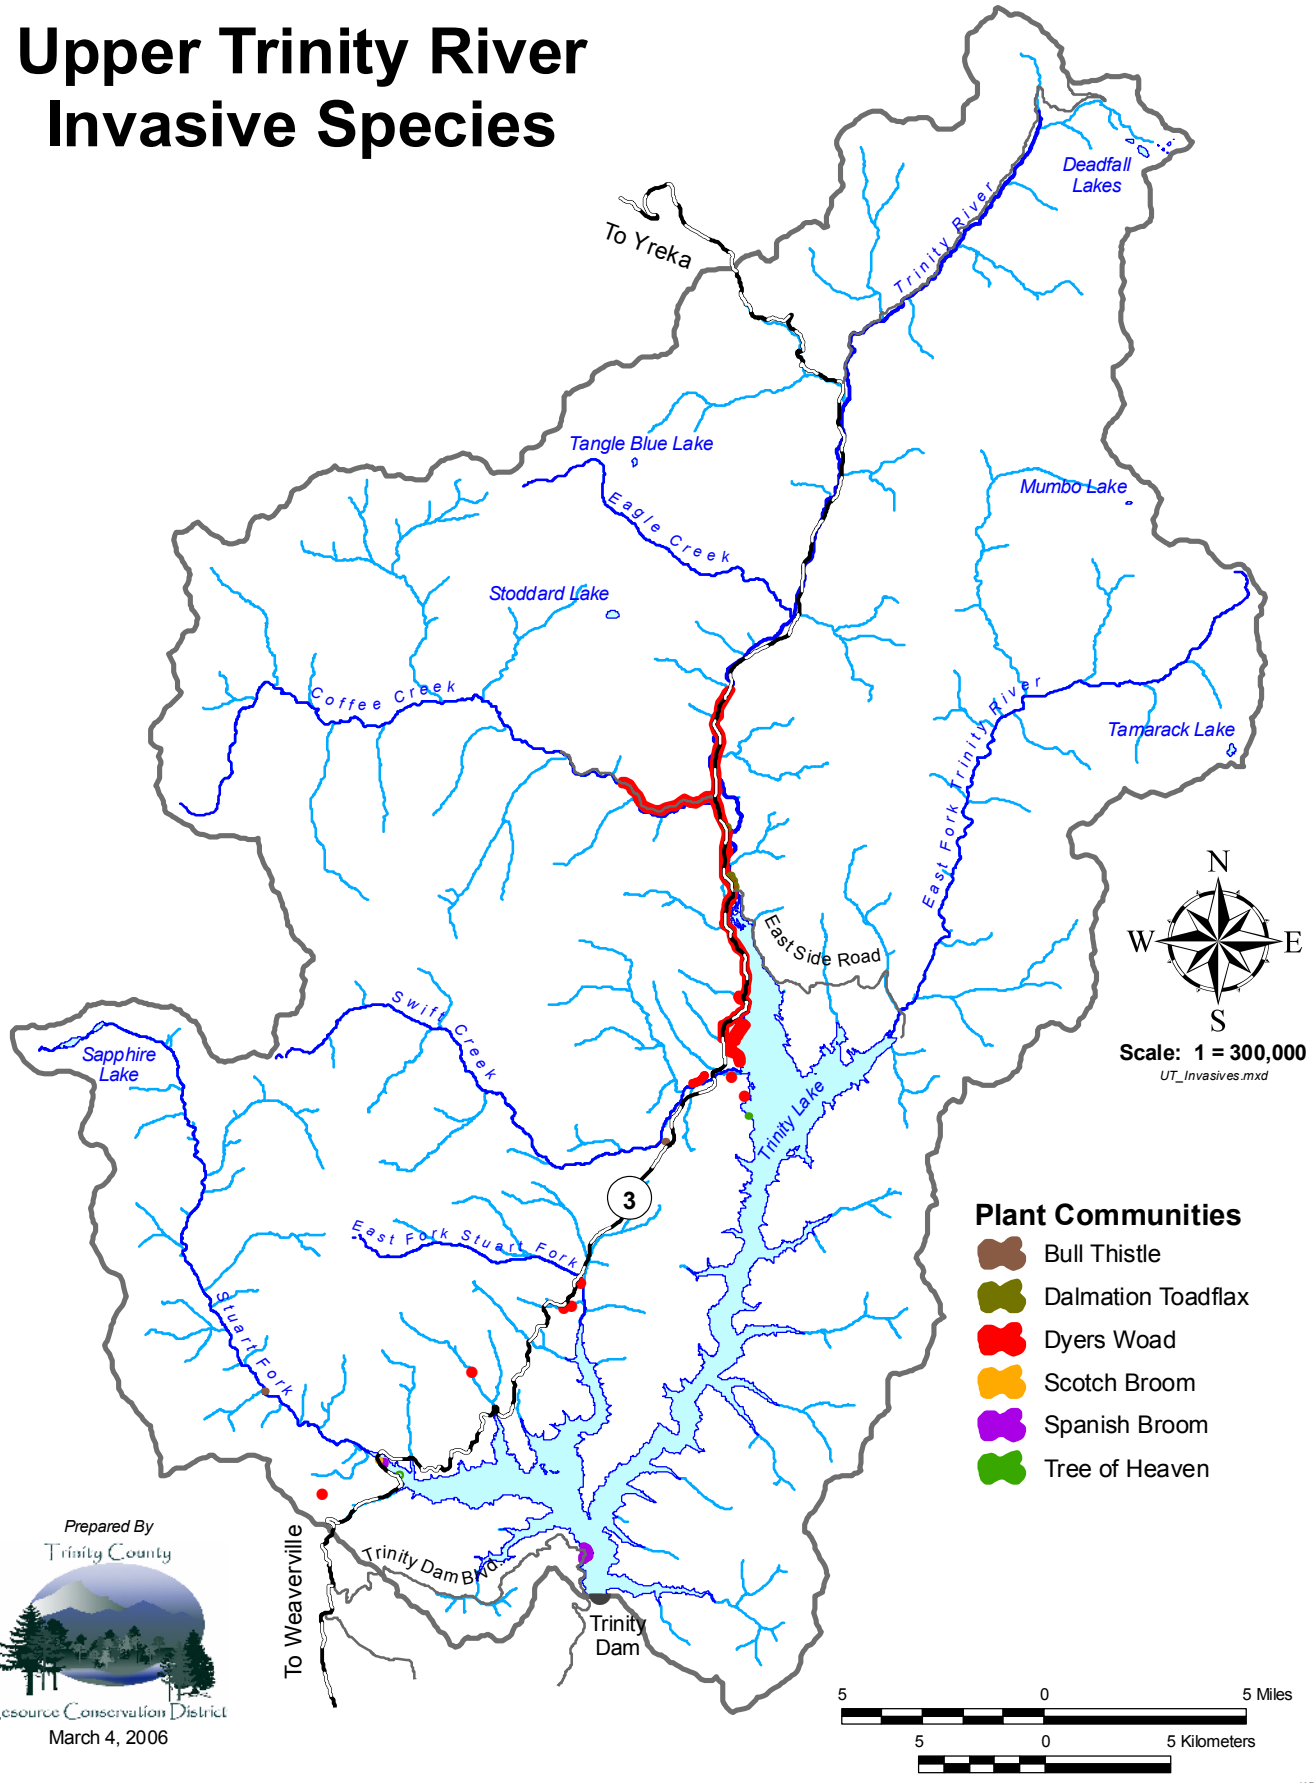 Upper Trinity River
Invasive Species
Deadfall
Lakes
Trinity River
To Yreka
Tangle Blue Lake
Mumbo Lake
Eagle Creek
Stoddard Lake
Coffee Creek
East Fork Trinity River
Tamarack Lake
East Side Road
N
W
E
S
Scale: 1 = 300,000
UT_Invasives.mxd
Swift Creek
Sapphire
Lake
Trinity Lake
3
East Fork Stuart Fork
Stuart Fork
Plant Communities
Bull Thistle
Dalmation Toadflax
Dyers Woad
Scotch Broom
Spanish Broom
Tree of Heaven
To Weaverville
Trinity Dam Blvd.
Trinity
Dam
Prepared By
Trinity County
esource Conservation District
March 4, 2006
5 0 5 Miles
5 0 5 Kilometers